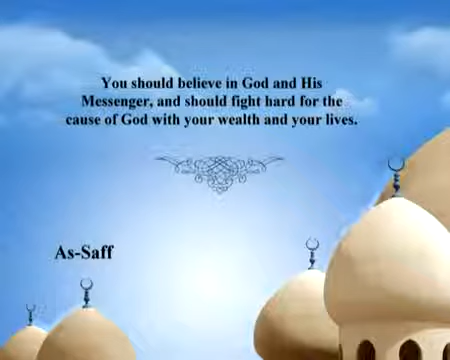 You should believe in God and His
Messenger, and should fight hard for the
cause of God with your wealth and your lives.
As-Saff